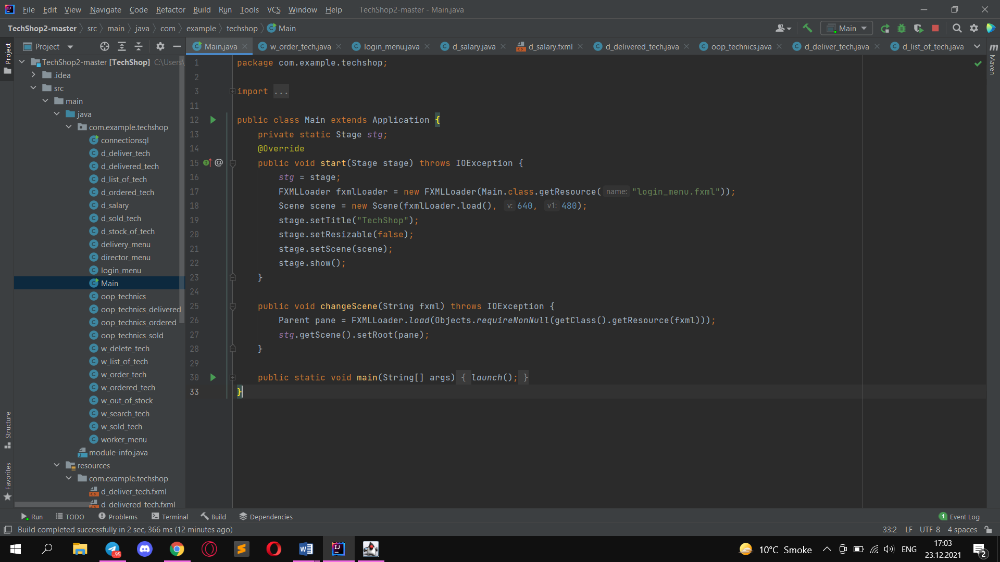 File Edit View Navigate Code Refactor Build Run Tools VCS Window Help TechShop2-master - Main.java
TechShop2-master src main java com example techshop Main Main
Project Main.java w_order_tech.java login_menu.java d_salary.java d_salary.fxml d_delivered_tech.java oop_technics.java d_deliver_tech.java d_list_of_tech.java
Project
Structure
Favorites
m Maven
TechShop2-master [TechShop] C:\Users\
.idea
src
main
java
com.example.techshop
connectionsql
d_deliver_tech
d_delivered_tech
d_list_of_tech
d_ordered_tech
d_salary
d_sold_tech
d_stock_of_tech
delivery_menu
director_menu
login_menu
Main
oop_technics
oop_technics_delivered
oop_technics_ordered
oop_technics_sold
w_delete_tech
w_list_of_tech
w_order_tech
w_ordered_tech
w_out_of_stock
w_search_tech
w_sold_tech
worker_menu
module-info.java
resources
com.example.techshop
d_deliver_tech.fxml
d_delivered_tech.fxml
1 package com.example.techshop;
2
3 import ...
11
12 public class Main extends Application {
13 private static Stage stg;
14 @Override
15 @ public void start(Stage stage) throws IOException {
16 stg = stage;
17 FXMLLoader fxmlLoader = new FXMLLoader(Main.class.getResource( name: "login_menu.fxml"));
18 Scene scene = new Scene(fxmlLoader.load(), v: 640, v1: 480);
19 stage.setTitle("TechShop");
20 stage.setResizable(false);
21 stage.setScene(scene);
22 stage.show();
23 }
24
25 public void changeScene(String fxml) throws IOException {
26 Parent pane = FXMLLoader.load(Objects.requireNonNull(getClass().getResource(fxml)));
27 stg.getScene().setRoot(pane);
28 }
29
30 public static void main(String[] args) { launch(); }
33 }
Run TODO Problems Terminal Build Dependencies 1 Event Log
Build completed successfully in 2 sec, 366 ms (12 minutes ago) 33:2 LF UTF-8 4 spaces
..95 10°C Smoke ENG 17:03
23.12.2021 2